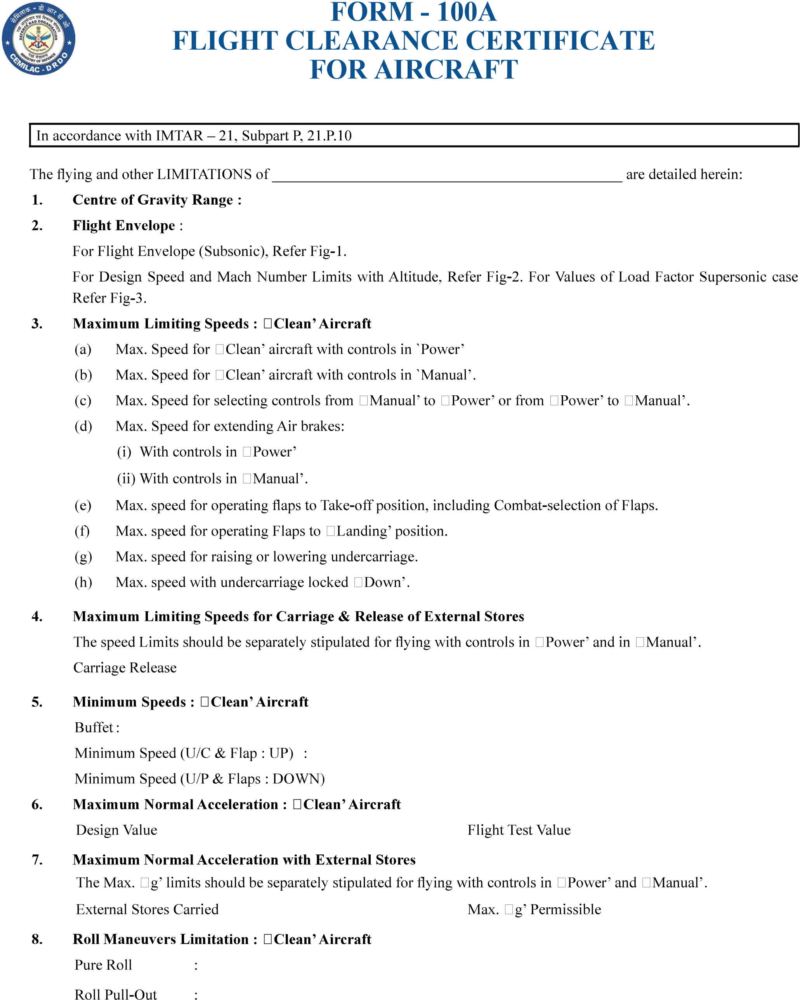 सेमिलाक - डी आर डी ओ
रक्षा अनुसंधान एवं विकास संगठन
DEFENCE R&D ORGANISATION
रक्षा मंत्रालय
MINISTRY OF DEFENCE
CEMILAC - DRDO
FORM - 100A
FLIGHT CLEARANCE CERTIFICATE
FOR AIRCRAFT
In accordance with IMTAR – 21, Subpart P, 21.P.10
The flying and other LIMITATIONS of ______________________________ are detailed herein:
1. Centre of Gravity Range :
2. Flight Envelope :
For Flight Envelope (Subsonic), Refer Fig-1.
For Design Speed and Mach Number Limits with Altitude, Refer Fig-2. For Values of Load Factor Supersonic case
Refer Fig-3.
3. Maximum Limiting Speeds : □Clean’ Aircraft
(a) Max. Speed for □Clean’ aircraft with controls in `Power’
(b) Max. Speed for □Clean’ aircraft with controls in `Manual’.
(c) Max. Speed for selecting controls from □Manual’ to □Power’ or from □Power’ to □Manual’.
(d) Max. Speed for extending Air brakes:
(i) With controls in □Power’
(ii) With controls in □Manual’.
(e) Max. speed for operating flaps to Take-off position, including Combat-selection of Flaps.
(f) Max. speed for operating Flaps to □Landing’ position.
(g) Max. speed for raising or lowering undercarriage.
(h) Max. speed with undercarriage locked □Down’.
4. Maximum Limiting Speeds for Carriage & Release of External Stores
The speed Limits should be separately stipulated for flying with controls in □Power’ and in □Manual’.
Carriage Release
5. Minimum Speeds : □Clean’ Aircraft
Buffet :
Minimum Speed (U/C & Flap : UP) :
Minimum Speed (U/P & Flaps : DOWN)
6. Maximum Normal Acceleration : □Clean’ Aircraft
Design Value Flight Test Value
7. Maximum Normal Acceleration with External Stores
The Max. □g’ limits should be separately stipulated for flying with controls in □Power’ and □Manual’.
External Stores Carried Max. □g’ Permissible
8. Roll Maneuvers Limitation : □Clean’ Aircraft
Pure Roll :
Roll Pull-Out :